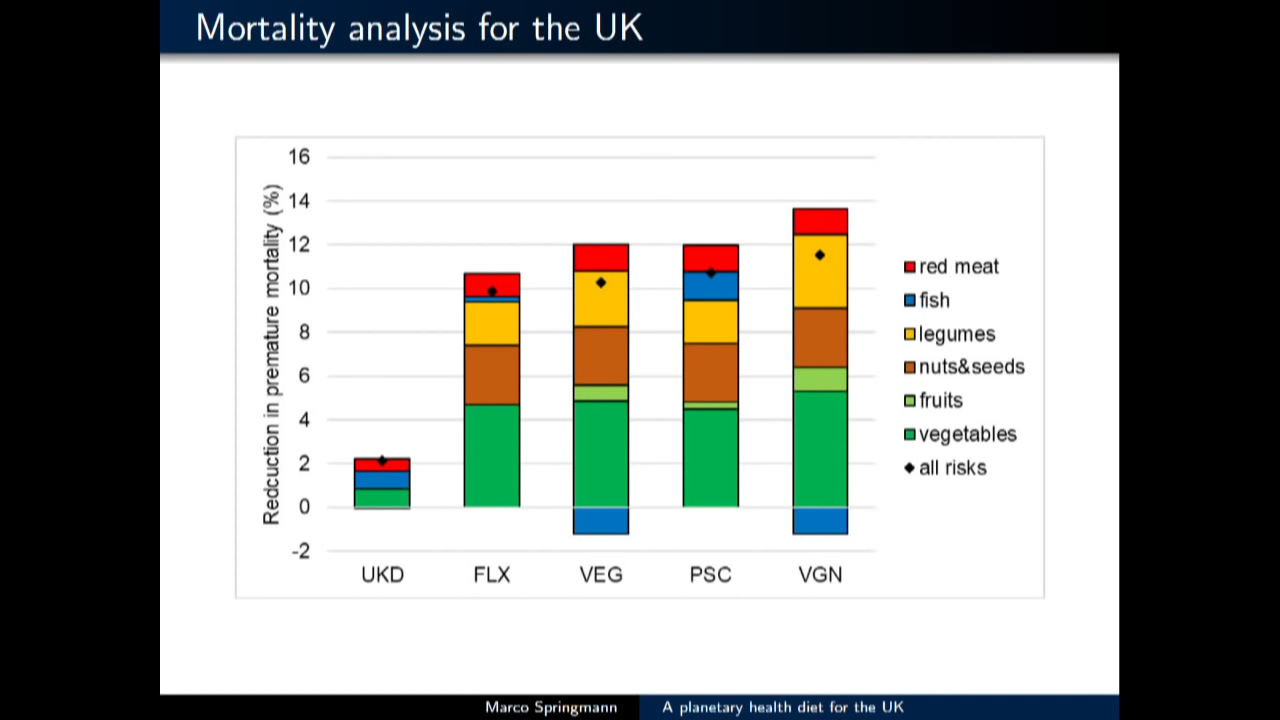 Mortality analysis for the UK
Redcuction in premature mortality (%)
16
14
12
10
8
6
4
2
0
-2
UKD FLX VEG PSC VGN
red meat
fish
legumes
nuts&seeds
fruits
vegetables
all risks
Marco Springmann A planetary health diet for the UK